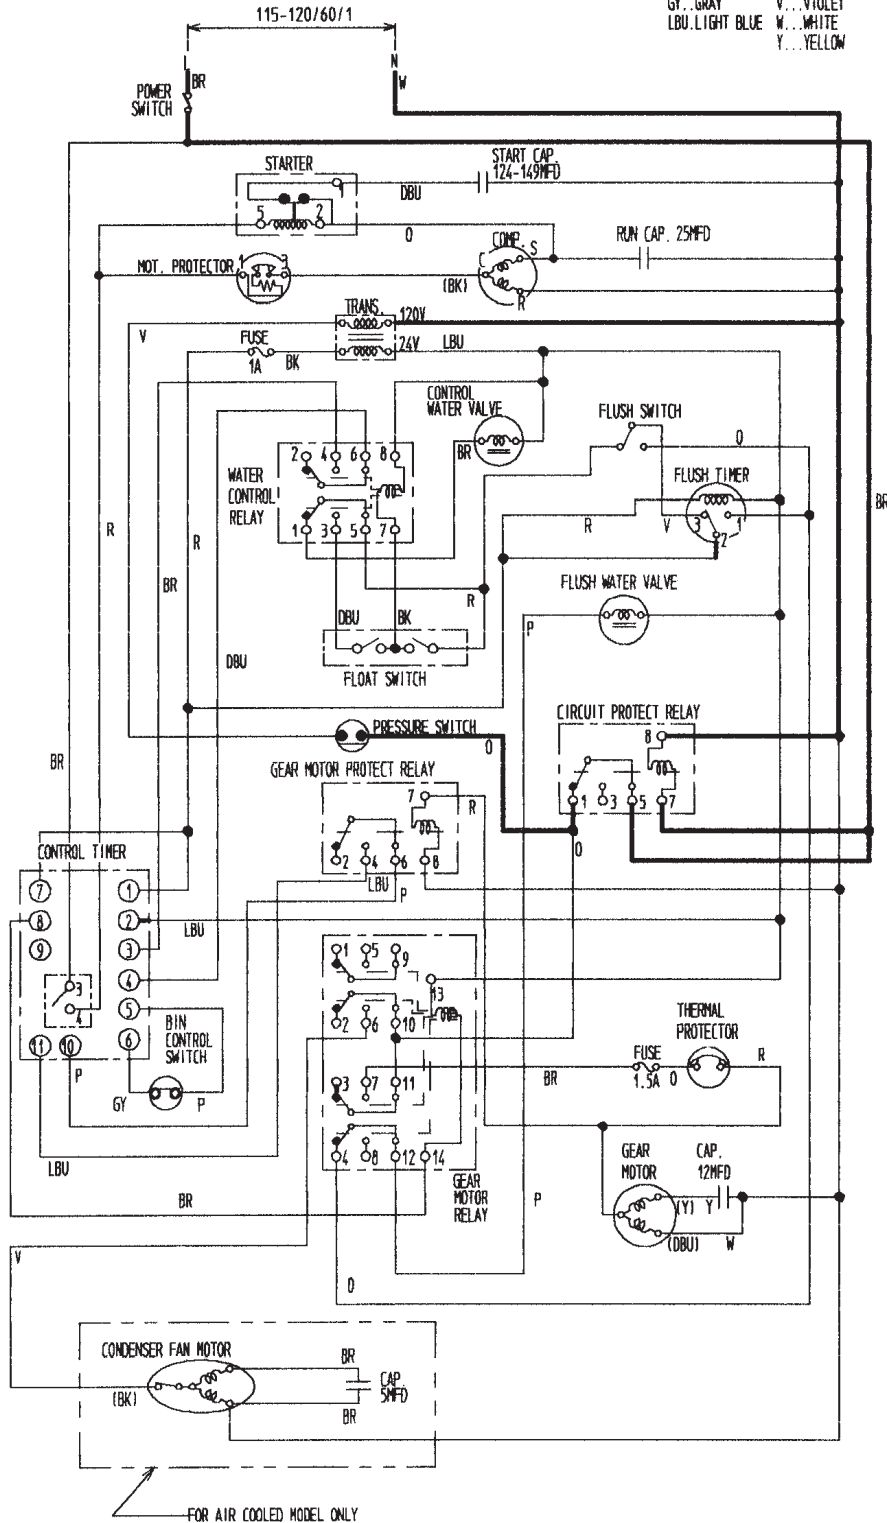 115-120/60/1
GY..GRAY V...VIOLET
LBU.LIGHT BLUE W...WHITE
Y...YELLOW
L
BR
N
W
POWER
SWITCH
STARTER
1
5
2
DBU
START CAP.
124-149MFD
O
MOT. PROTECTOR
1
3
COMP.
C
S
R
(BK)
RUN CAP. 25MFD
TRANS.
120V
24V
V
FUSE
1A
BK
LBU
CONTROL
WATER VALVE
BR
FLUSH SWITCH
O
FLUSH TIMER
WATER
CONTROL
RELAY
2 4 6 8
1 3 5 7
R
V
3
1
2
BR
R
R
BR
FLUSH WATER VALVE
R
P
DBU
BK
FLOAT SWITCH
DBU
PRESSURE SWITCH
O
CIRCUIT PROTECT RELAY
8
1 3 5 7
O
BR
GEAR MOTOR PROTECT RELAY
7
R
2 4 6 8
LBU
P
CONTROL TIMER
7 1
8 2
9 3
4
5
6
3
4
11 10
LBU
BIN
CONTROL
SWITCH
P
GY
P
LBU
1 5 9
13
2 6 10
3 7 11
4 8 12 14
GEAR
MOTOR
RELAY
BR
THERMAL
PROTECTOR
FUSE
1.5A
O
R
GEAR
MOTOR
CAP.
12MFD
(Y)
Y
(DBU)
W
BR
P
V
O
CONDENSER FAN MOTOR
BR
CAP.
5MFD
(BK)
BR
FOR AIR COOLED MODEL ONLY